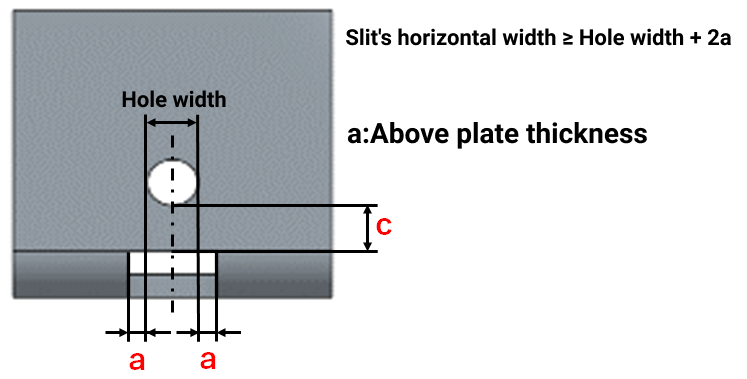 Slit's horizontal width ≥ Hole width + 2a
Hole width
a:Above plate thickness
c
a
a